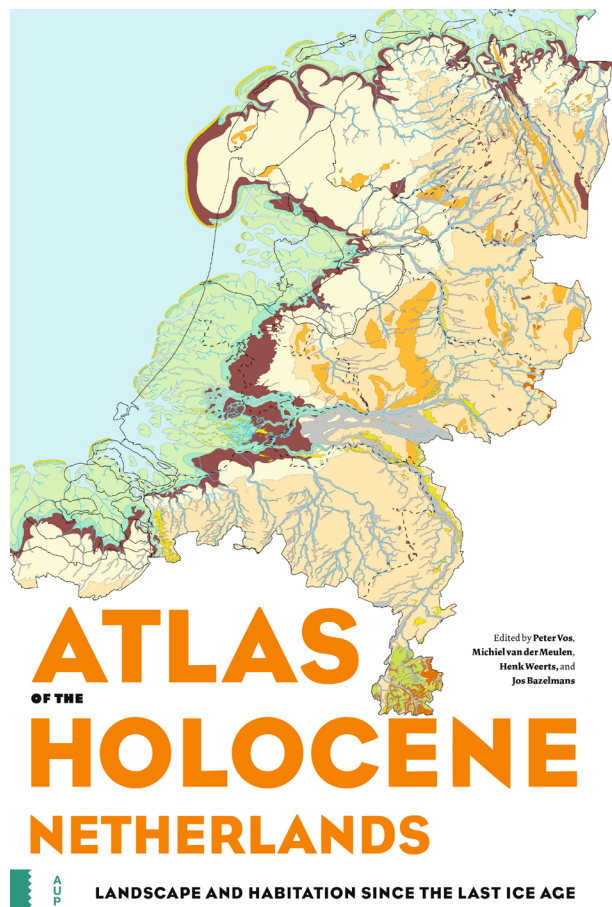 Edited by Peter Vos,
Michiel van der Meulen,
Henk Weerts, and
Jos Bazelmans
ATLAS
OF THE
HOLOCENE
NETHERLANDS
AUP
LANDSCAPE AND HABITATION SINCE THE LAST ICE AGE